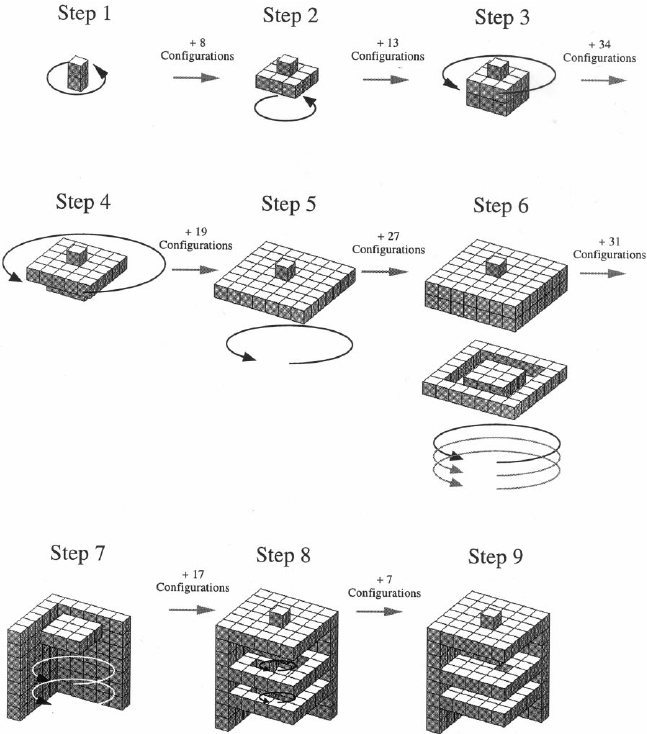 Step 1
+ 8
Configurations
Step 2
+ 13
Configurations
Step 3
+ 34
Configurations
Step 4
+ 19
Configurations
Step 5
+ 27
Configurations
Step 6
+ 31
Configurations
Step 7
+ 17
Configurations
Step 8
+ 7
Configurations
Step 9